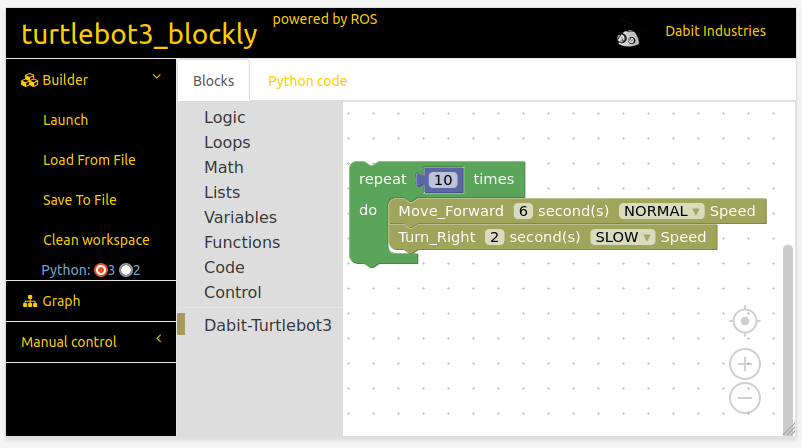 turtlebot3_blockly
powered by ROS
Dabit Industries
Builder
Launch
Load From File
Save To File
Clean workspace
Python: 3 2
Graph
Manual control
Blocks
Python code
Logic
Loops
Math
Lists
Variables
Functions
Code
Control
Dabit-Turtlebot3
repeat 10 times
do Move_Forward 6 second(s) NORMAL Speed
Turn_Right 2 second(s) SLOW Speed